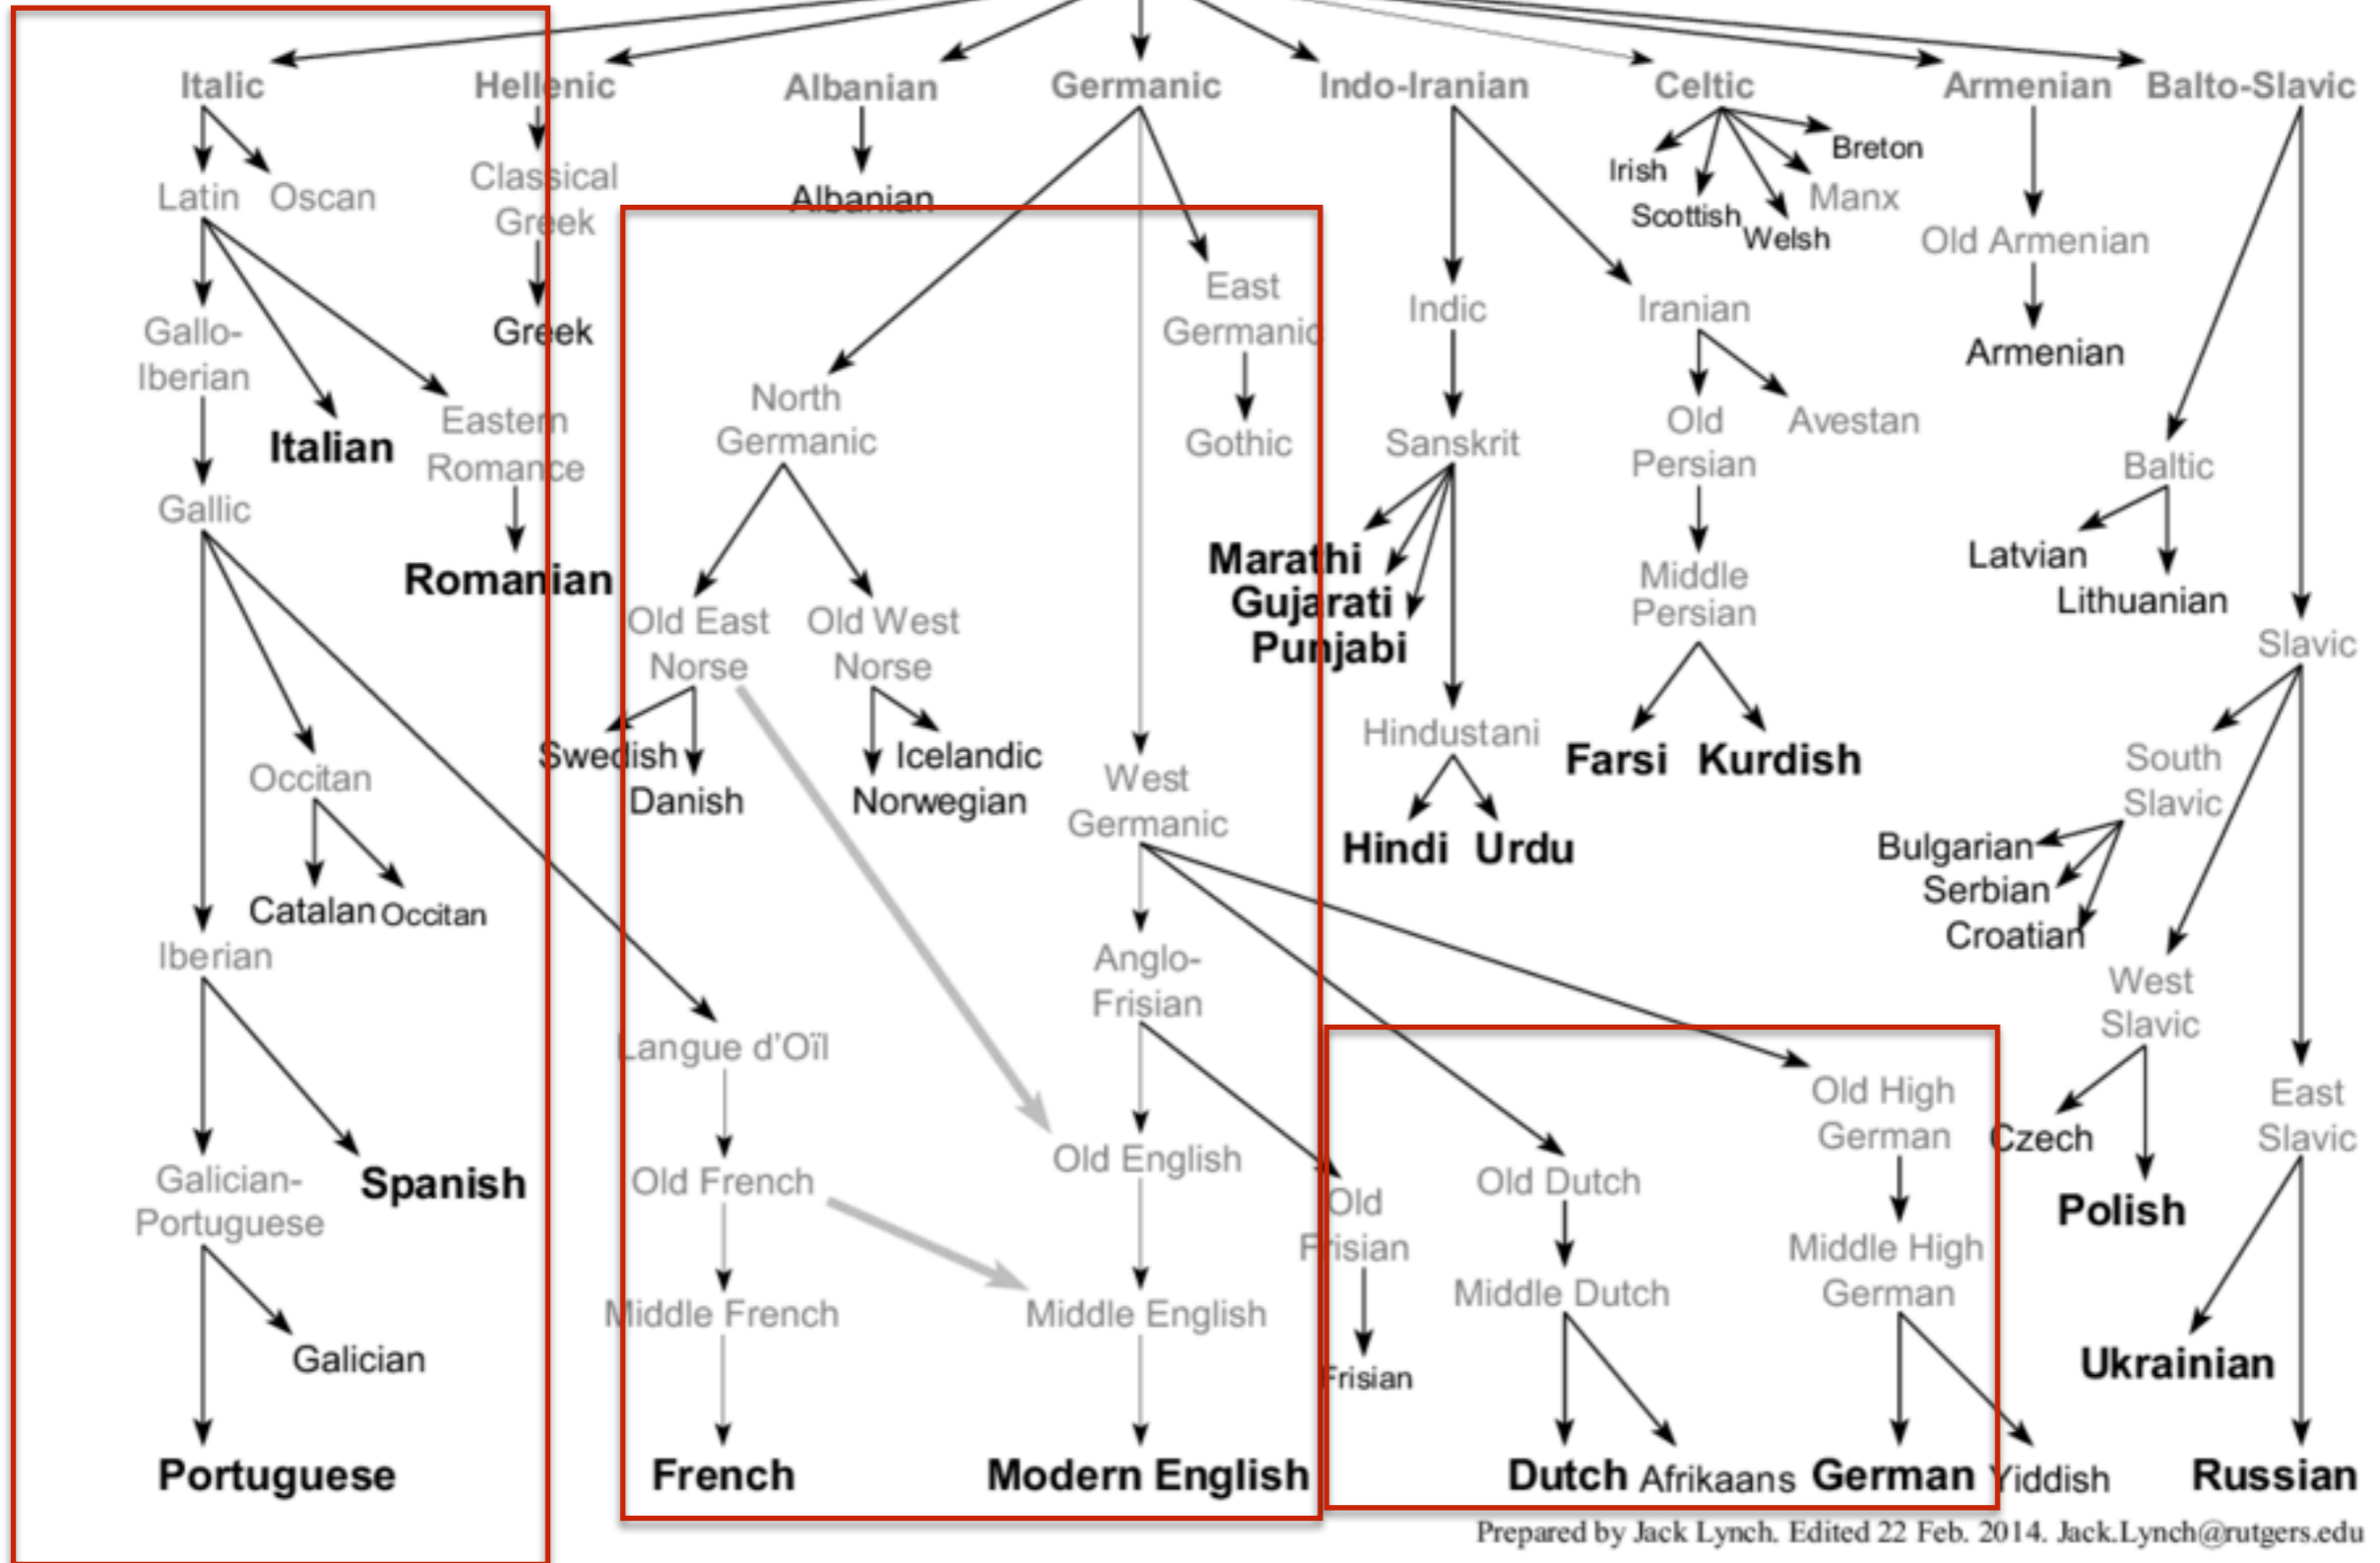 Italic
Hellenic
Albanian
Germanic
Indo-Iranian
Celtic
Armenian
Balto-Slavic
Latin
Oscan
Classical
Greek
Albanian
Irish
Scottish
Welsh
Manx
Breton
Old Armenian
Gallo-
Iberian
Greek
East
Germanic
Indic
Iranian
Armenian
Italian
Eastern
Romance
North
Germanic
Gothic
Sanskrit
Old
Persian
Avestan
Baltic
Gallic
Romanian
Marathi
Gujarati
Punjabi
Middle
Persian
Latvian
Lithuanian
Old East
Norse
Old West
Norse
Slavic
Swedish
Danish
Icelandic
Norwegian
West
Germanic
Hindustani
Farsi
Kurdish
South
Slavic
Occitan
Hindi
Urdu
Bulgarian
Serbian
Croatian
Catalan
Occitan
Iberian
Anglo-
Frisian
West
Slavic
Langue d'Oïl
Old High
German
East
Slavic
Czech
Galician-
Portuguese
Spanish
Old French
Old English
Old
Frisian
Old Dutch
Polish
Middle High
German
Middle French
Middle English
Middle Dutch
Galician
Frisian
Ukrainian
Portuguese
French
Modern English
Dutch
Afrikaans
German
Yiddish
Russian
Prepared by Jack Lynch. Edited 22 Feb. 2014. Jack.Lynch@rutgers.edu